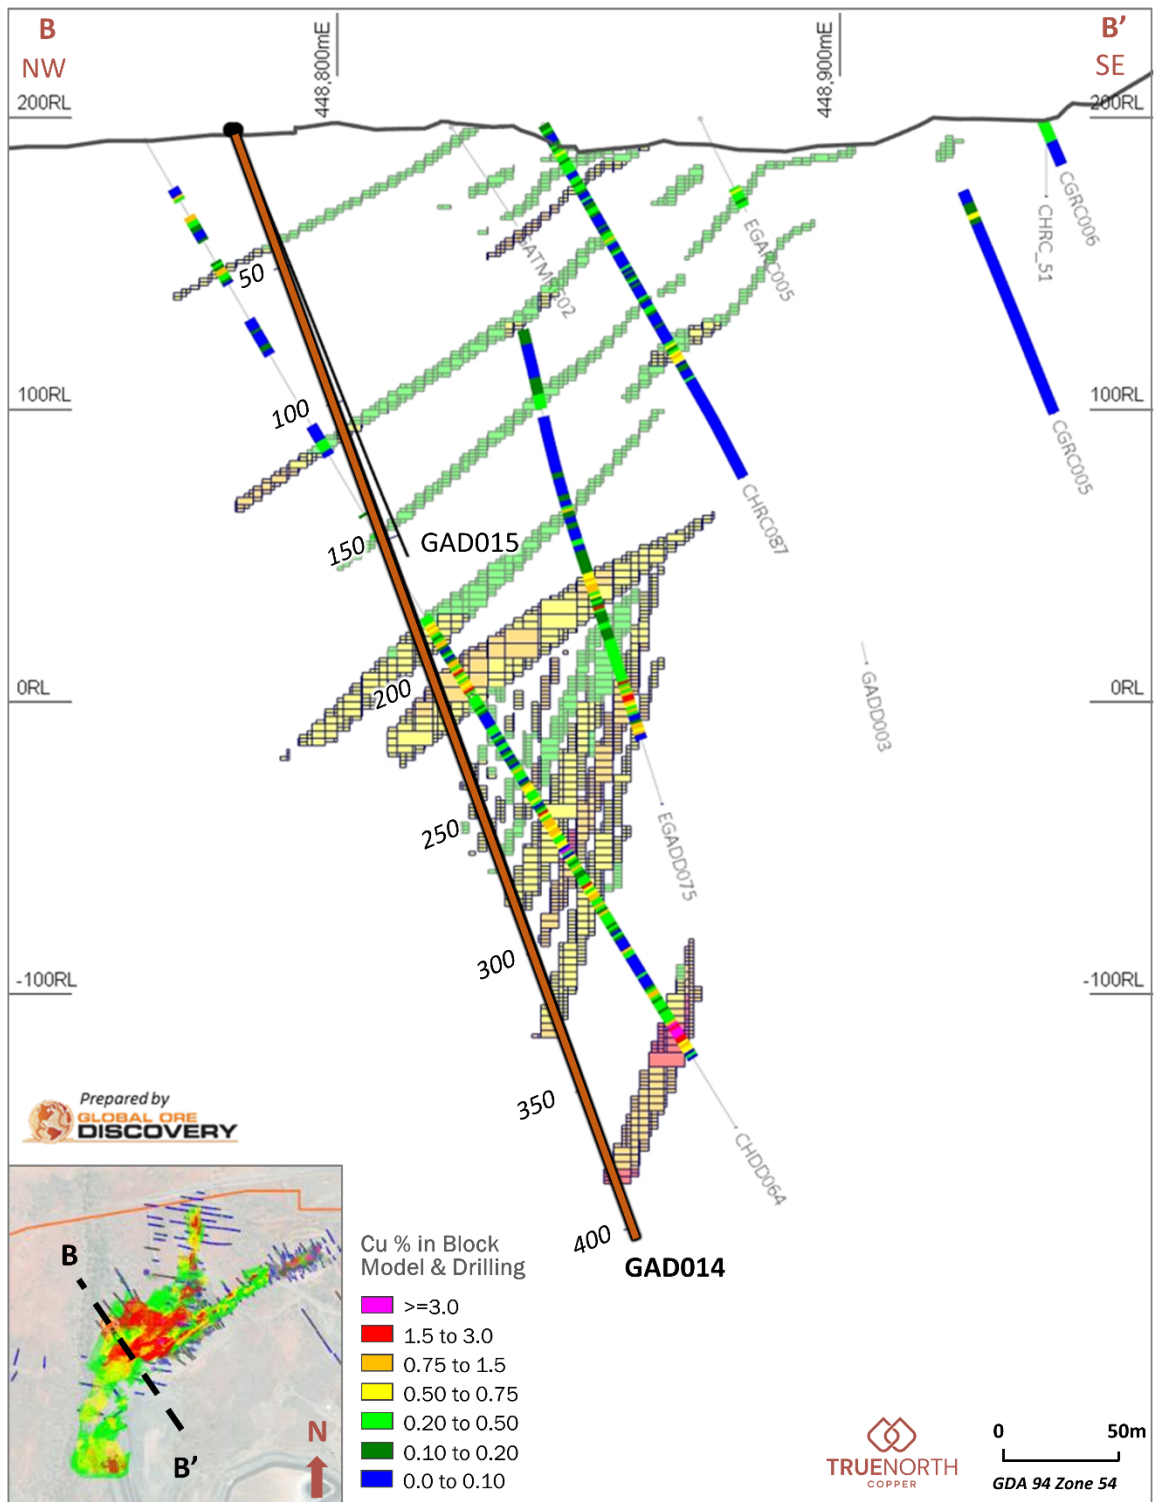 B
NW
B'
SE
448,800mE
448,900mE
200RL
200RL
CGRC006
CHRC_51
EGARC005
50
100RL
100
100RL
CGRC005
CHRC087
150
GAD015
0RL
200
0RL
GADD003
250
EGADD075
300
-100RL
-100RL
350
CHDD064
400
GAD014
Prepared by
GLOBAL ORE
DISCOVERY
B
B'
N
Cu % in Block
Model & Drilling
>=3.0
1.5 to 3.0
0.75 to 1.5
0.50 to 0.75
0.20 to 0.50
0.10 to 0.20
0.0 to 0.10
TRUENORTH
COPPER
0 50m
GDA 94 Zone 54